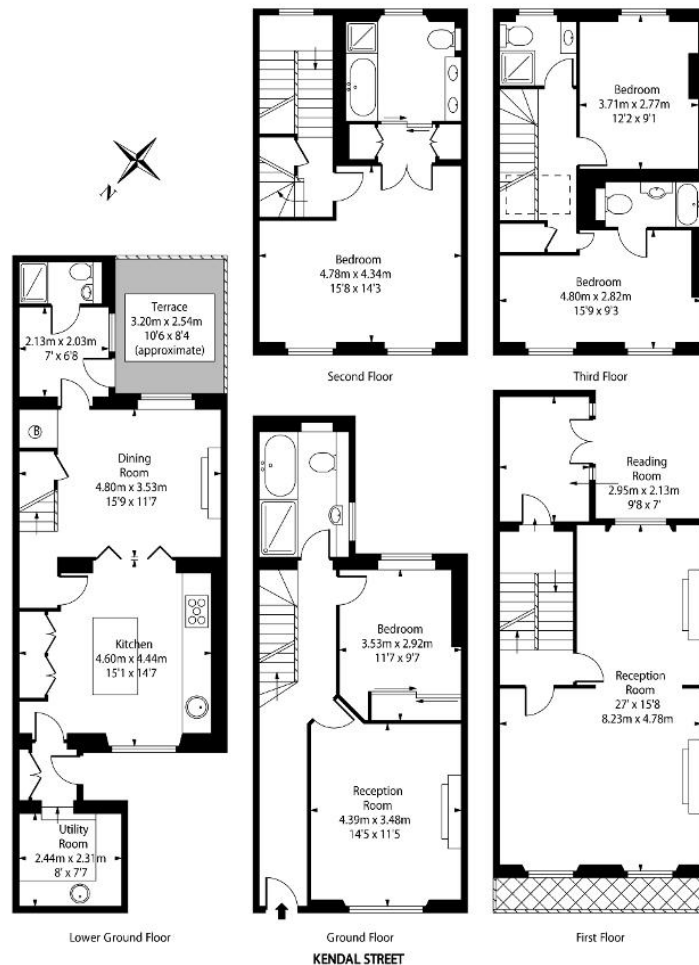 Bedroom
4.78m x 4.34m
15'8 x 14'3
Second Floor
Bedroom
3.71m x 2.77m
12'2 x 9'1
Bedroom
4.80m x 2.82m
15'9 x 9'3
Third Floor
N
Terrace
3.20m x 2.54m
10'6 x 8'4
(approximate)
2.13m x 2.03m
7' x 6'8
B
Dining
Room
4.80m x 3.53m
15'9 x 11'7
Kitchen
4.60m x 4.44m
15'1 x 14'7
Utility
Room
2.44m x 2.31m
8' x 7'7
Lower Ground Floor
Bedroom
3.53m x 2.92m
11'7 x 9'7
Reception
Room
4.39m x 3.48m
14'5 x 11'5
Ground Floor
Reading
Room
2.95m x 2.13m
9'8 x 7'
Reception
Room
27' x 15'8
8.23m x 4.78m
First Floor
KENDAL STREET